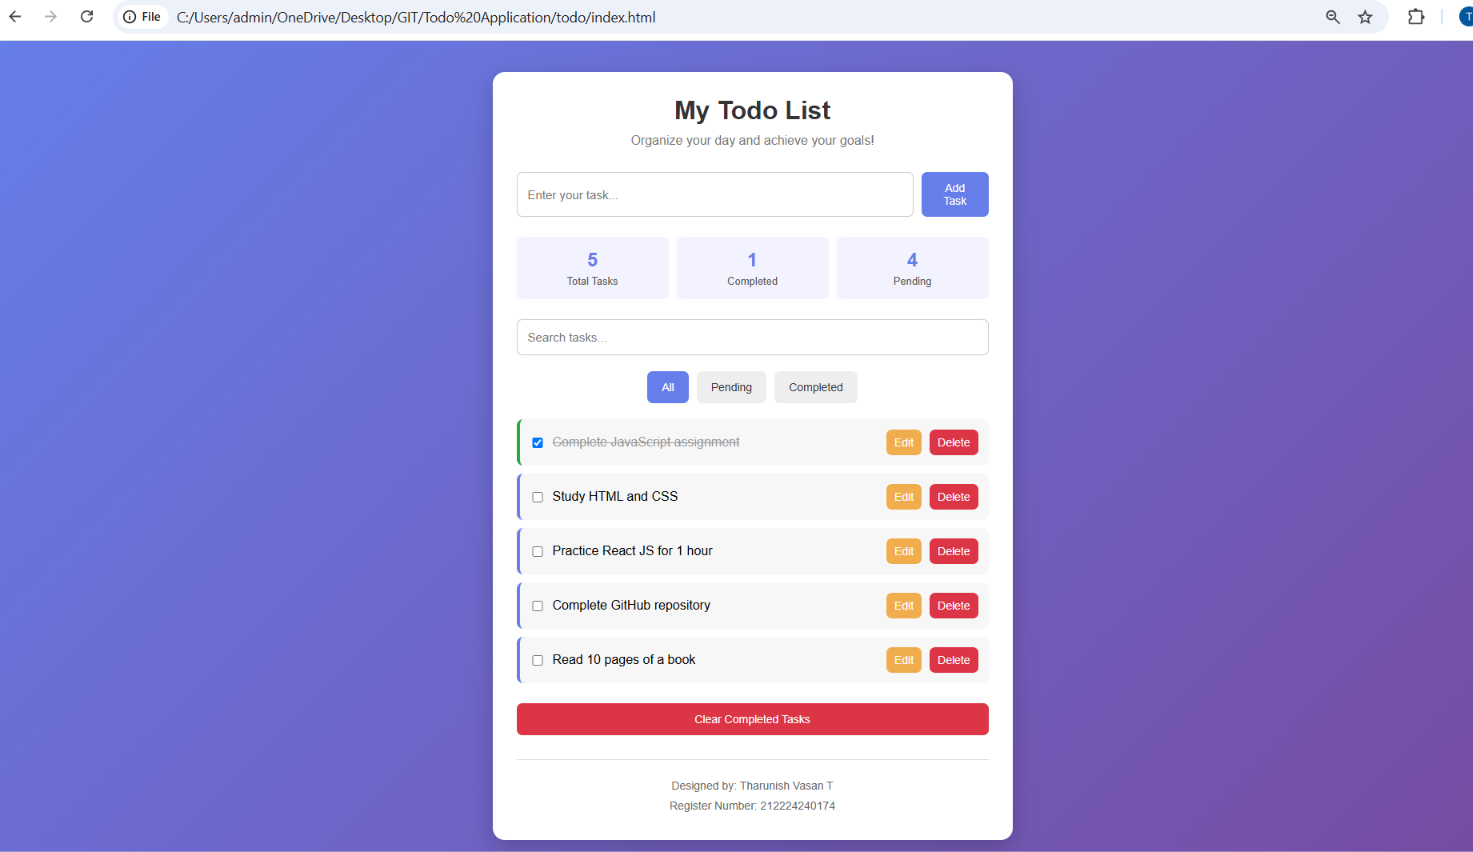 File C:/Users/admin/OneDrive/Desktop/GIT/Todo%20Application/todo/index.html
T
My Todo List
Organize your day and achieve your goals!
Enter your task...
Add
Task
5 1 4
Total Tasks Completed Pending
Search tasks...
All Pending Completed
Complete JavaScript assignment Edit Delete
Study HTML and CSS Edit Delete
Practice React JS for 1 hour Edit Delete
Complete GitHub repository Edit Delete
Read 10 pages of a book Edit Delete
Clear Completed Tasks
Designed by: Tharunish Vasan T
Register Number: 212224240174